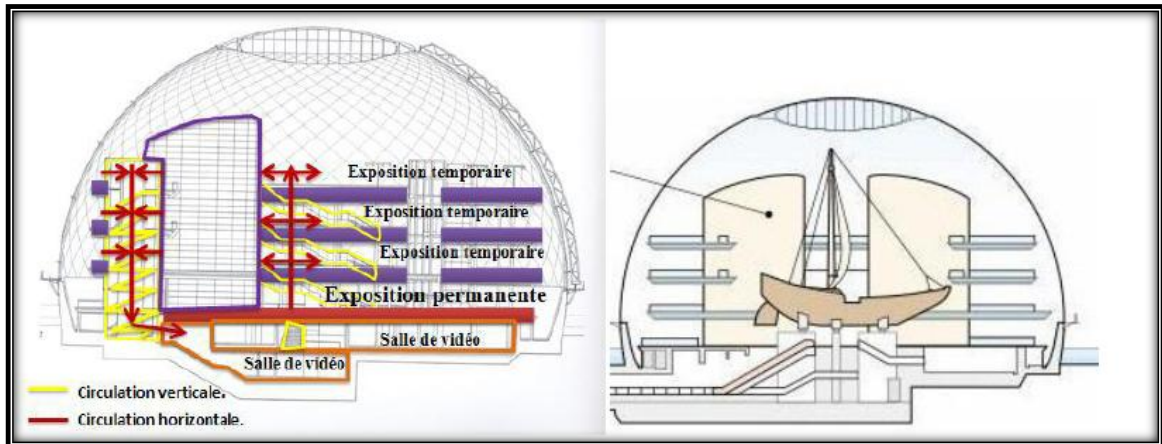 Exposition temporaire
Exposition temporaire
Exposition temporaire
Exposition permanente
Salle de vidéo
Salle de vidéo
Circulation verticale.
Circulation horizontale.